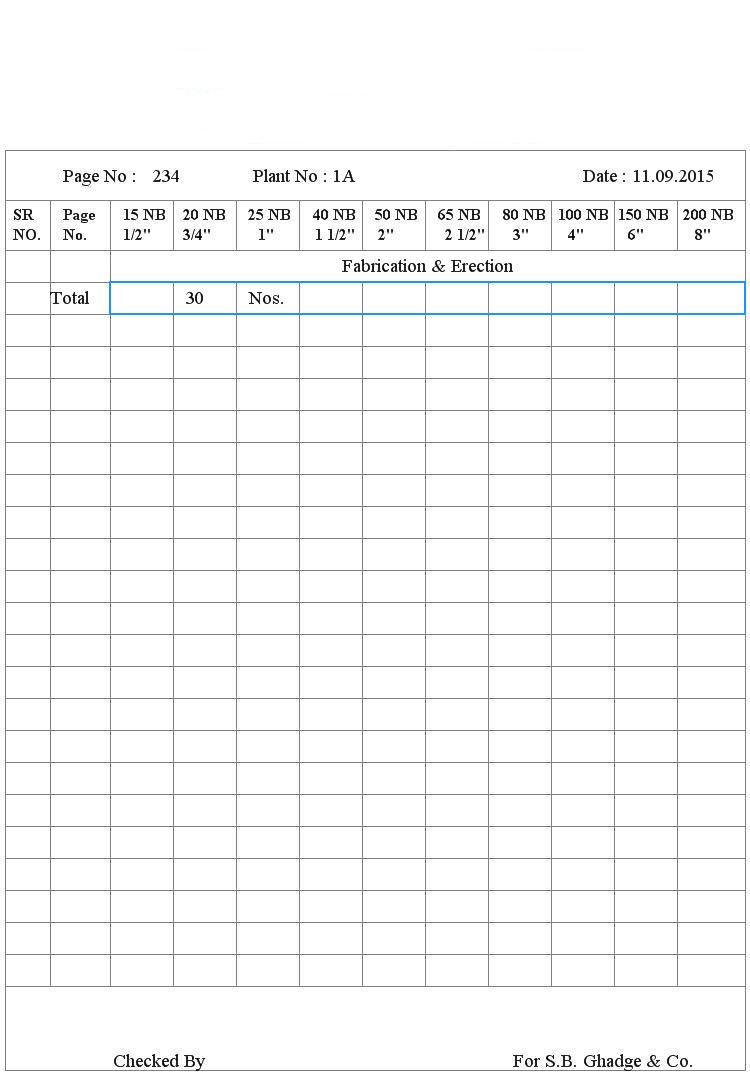 Page No : 234 Plant No : 1A Date : 11.09.2015
SR Page 15 NB 20 NB 25 NB 40 NB 50 NB 65 NB 80 NB 100 NB 150 NB 200 NB
NO. No. 1/2" 3/4" 1" 1 1/2" 2" 2 1/2" 3" 4" 6" 8"
Fabrication & Erection
Total 30 Nos.
Checked By For S.B. Ghadge & Co.